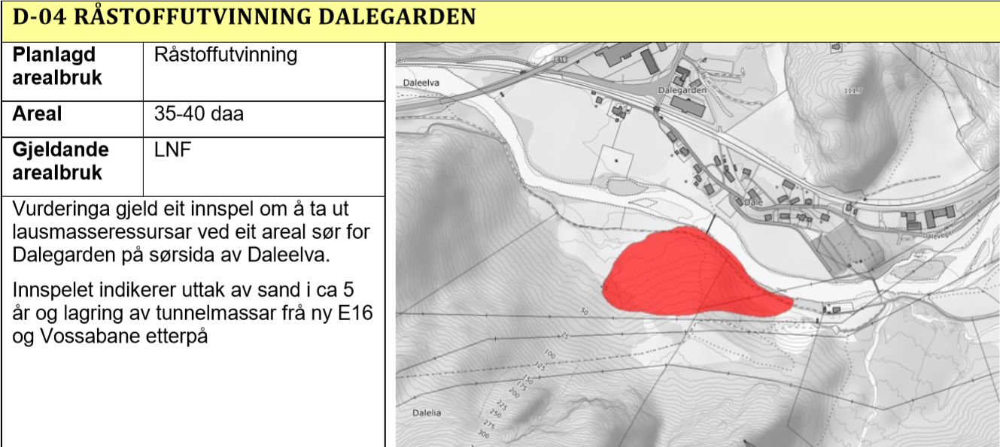 D-04 RÅSTOFFUTVINNING DALEGARDEN
Planlagd
arealbruk
Råstoffutvinning
Areal
35-40 daa
Gjeldande
arealbruk
LNF
Vurderinga gjeld eit innspel om å ta ut
lausmasseressursar ved eit areal sør for
Dalegarden på sørsida av Daleelva.
Innspelet indikerer uttak av sand i ca 5
år og lagring av tunnelmassar frå ny E16
og Vossabane etterpå
E16
Daleelva
Dalegarden
111.7
Dale
Dalevegen
50
25
100
125
150
175
200
225
250
275
300
Dalelia